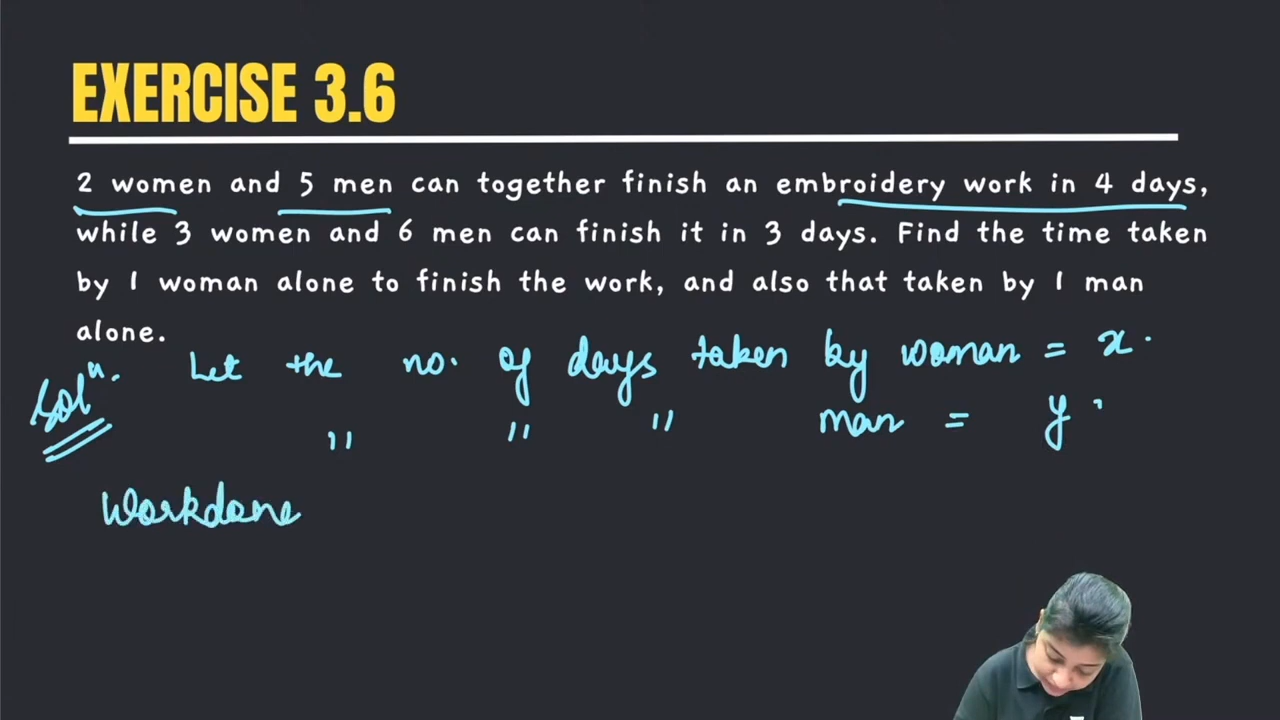 EXERCISE 3.6
2 women and 5 men can together finish an embroidery work in 4 days,
while 3 women and 6 men can finish it in 3 days. Find the time taken
by 1 woman alone to finish the work, and also that taken by 1 man
alone.
Solⁿ. Let the no. of days taken by woman = x.
" " " man = y.
Workdone